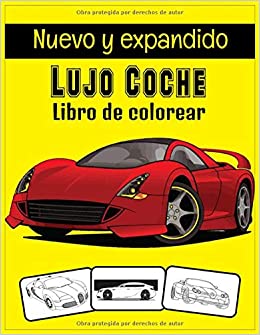 Obra protegida por derechos de autor
Nuevo y expandido
Lujo Coche
Libro de colorear
Obra protegida por derechos de autor